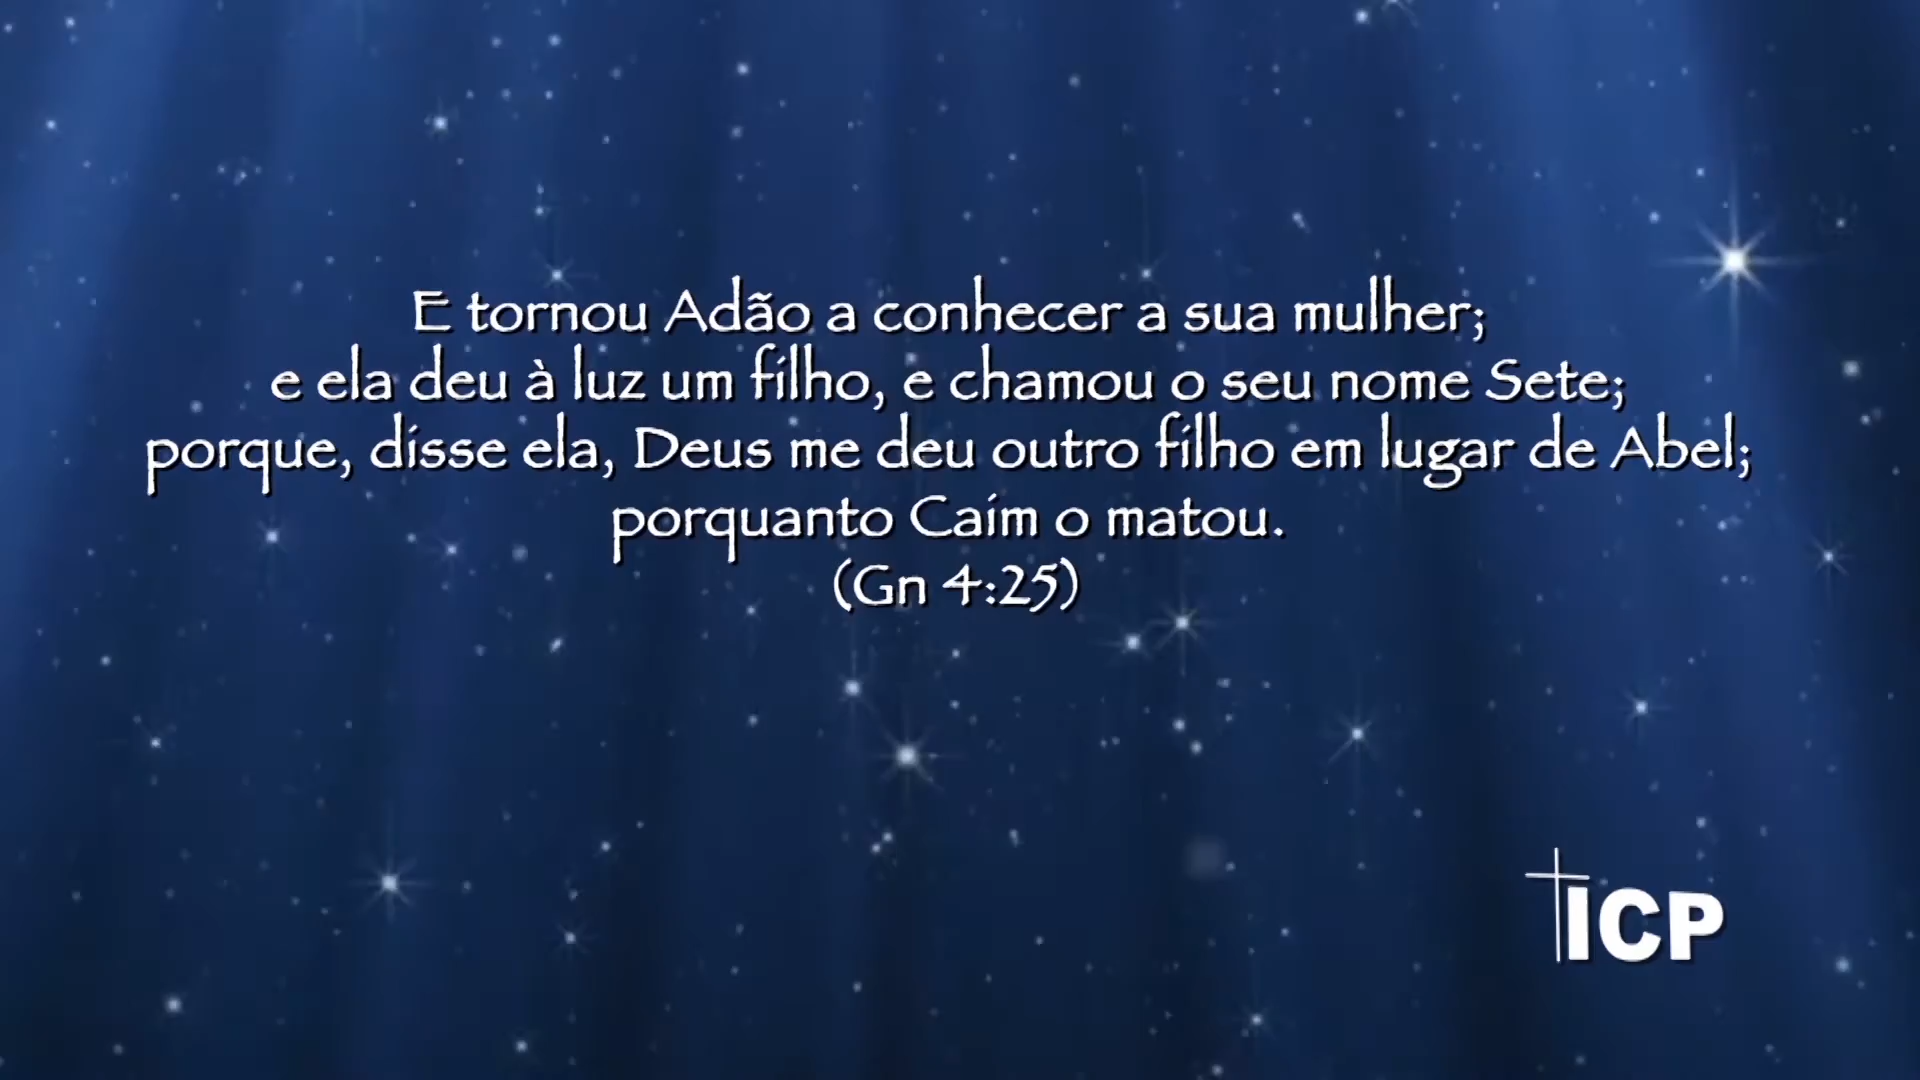 E tornou Adão a conhecer a sua mulher;
e ela deu à luz um filho, e chamou o seu nome Sete;
porque, disse ela, Deus me deu outro filho em lugar de Abel;
porquanto Caim o matou.
(Gn 4:25)
ICP